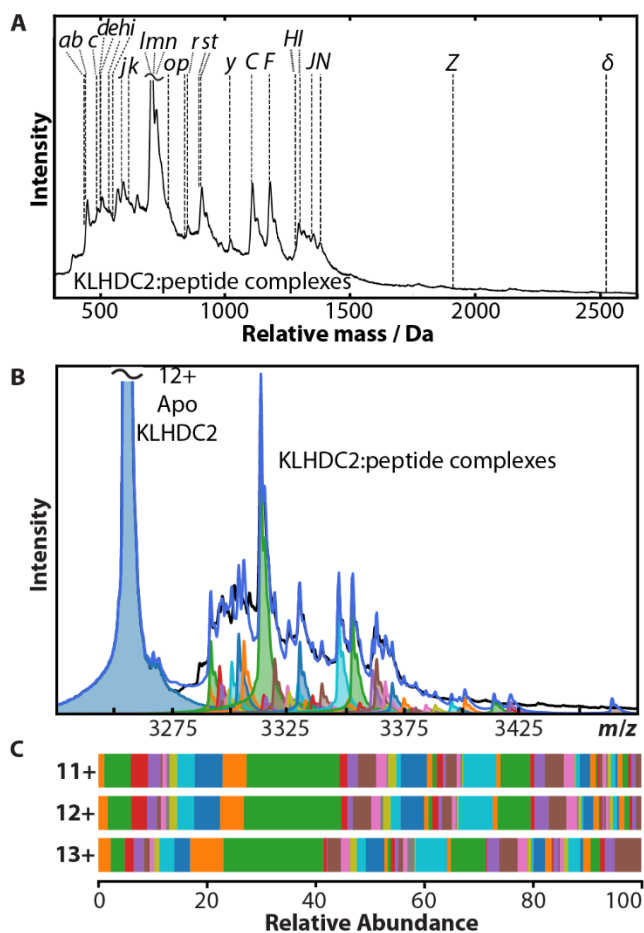 A
ab c dehi lmn r st HI
jk op y C F JN Z δ
Intensity
KLHDC2:peptide complexes
500 1000 1500 2000 2500
Relative mass / Da
B
12+
Apo
KLHDC2
KLHDC2:peptide complexes
Intensity
3275 3325 3375 3425 m/z
C
11+
12+
13+
0 20 40 60 80 100
Relative Abundance